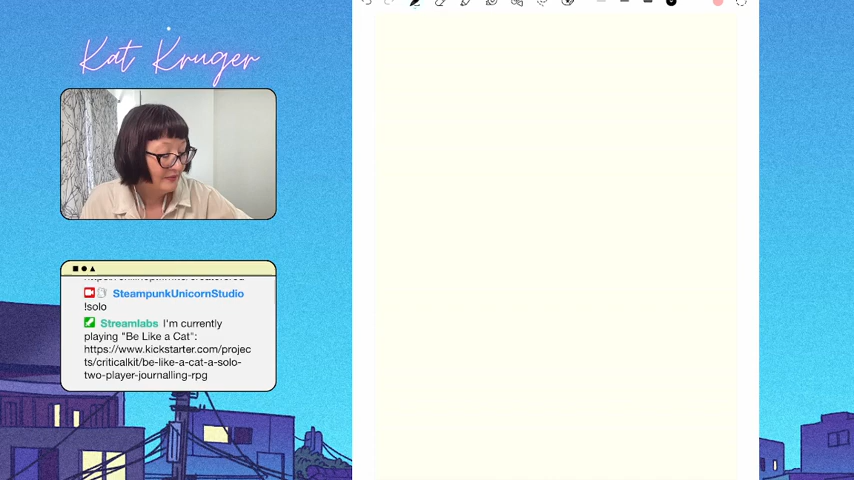 Kat Kruger
SteampunkUnicornStudio
!solo
Streamlabs I'm currently
playing "Be Like a Cat":
https://www.kickstarter.com/projec
ts/criticalkit/be-like-a-cat-a-solo-
two-player-journalling-rpg